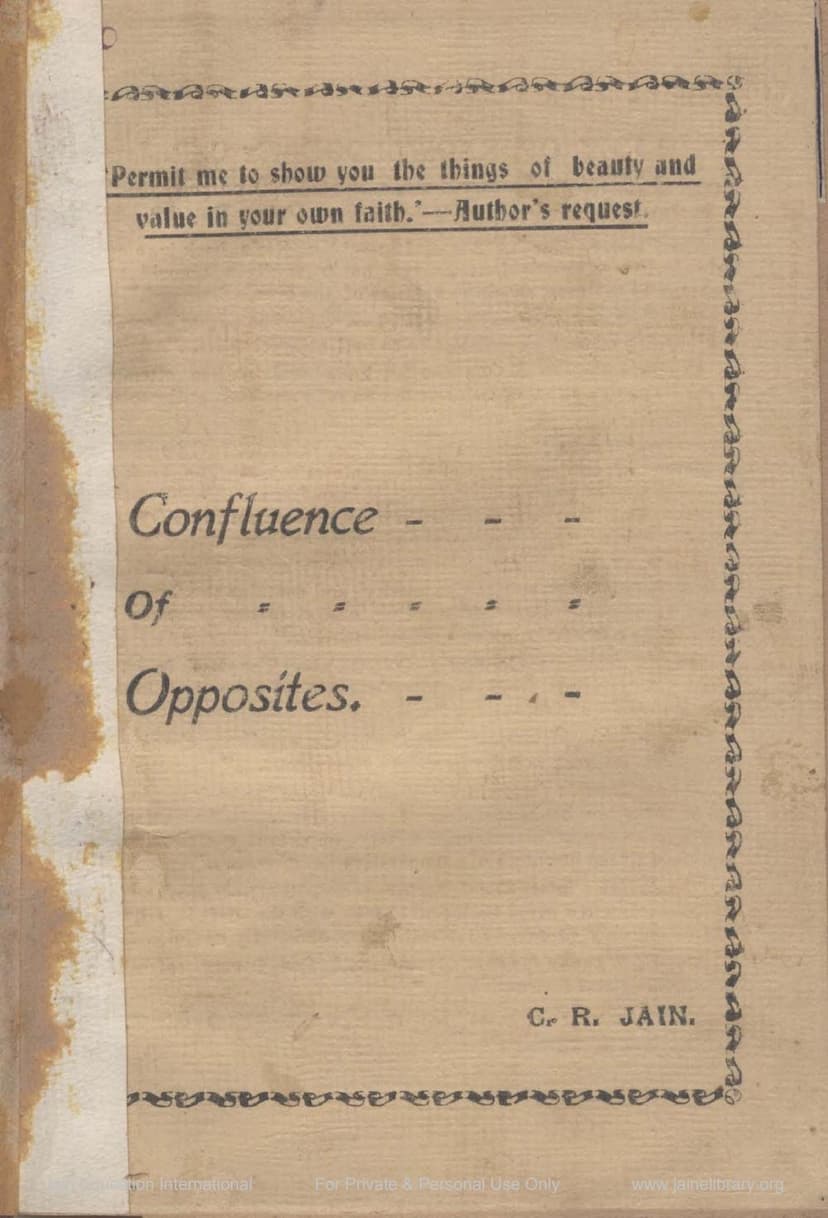 'Permit me to show you the things of beauty and
value in your own faith.'—Author's request.
Confluence - - -
Of = = = = =
Opposites. - - -
C. R. JAIN.
International For Private & Personal Use Only www.jainelibrary.org